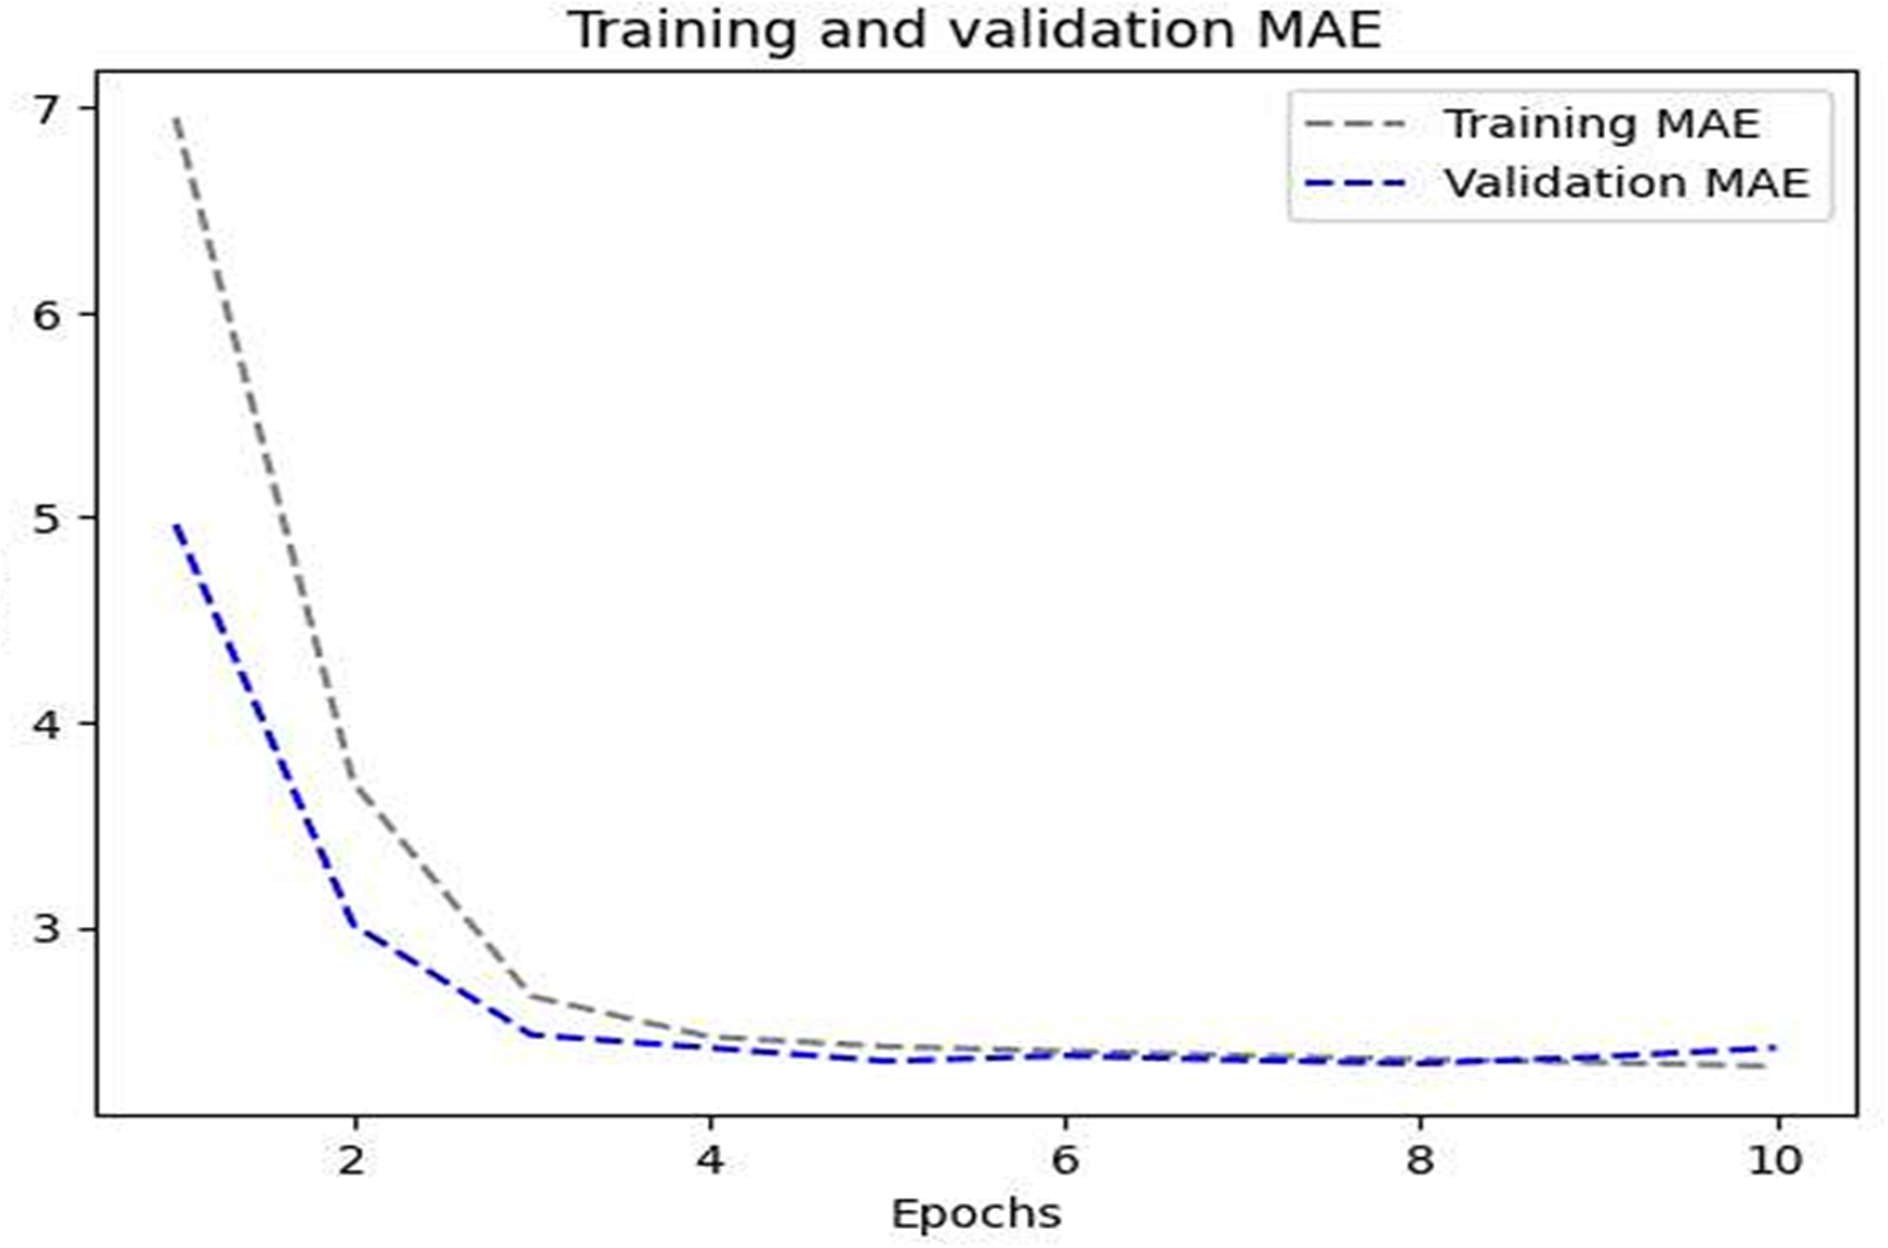 Training and validation MAE
Training MAE
Validation MAE
7
6
5
4
3
2 4 6 8 10
Epochs